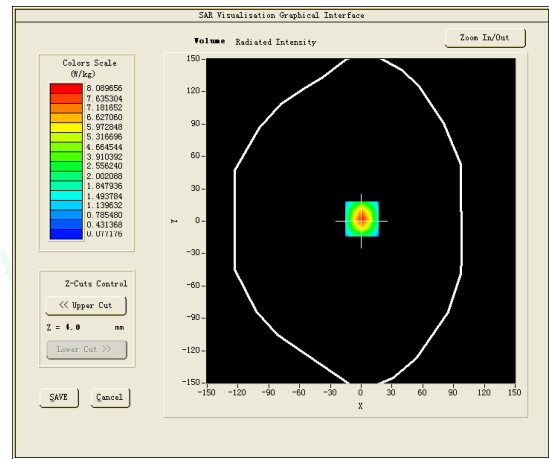 SAR Visualisation Graphical Interface
Volume Radiated Intensity
Zoom In/Out
Colors Scale
(W/kg)
8.089656
7.635304
7.181652
6.627060
5.972848
5.316696
4.664544
3.910392
2.556240
2.002088
1.847936
1.493784
1.139632
0.785480
0.431368
0.077176
Z-Cuts Control
<< Upper Cut
Z = 4.0 mm
Lower Cut >>
SAVE Cancel
150
120
90
60
30
0
-30
-60
-90
-120
-150
Y
-150 -120 -90 -60 -30 0 30 60 90 120 150
X